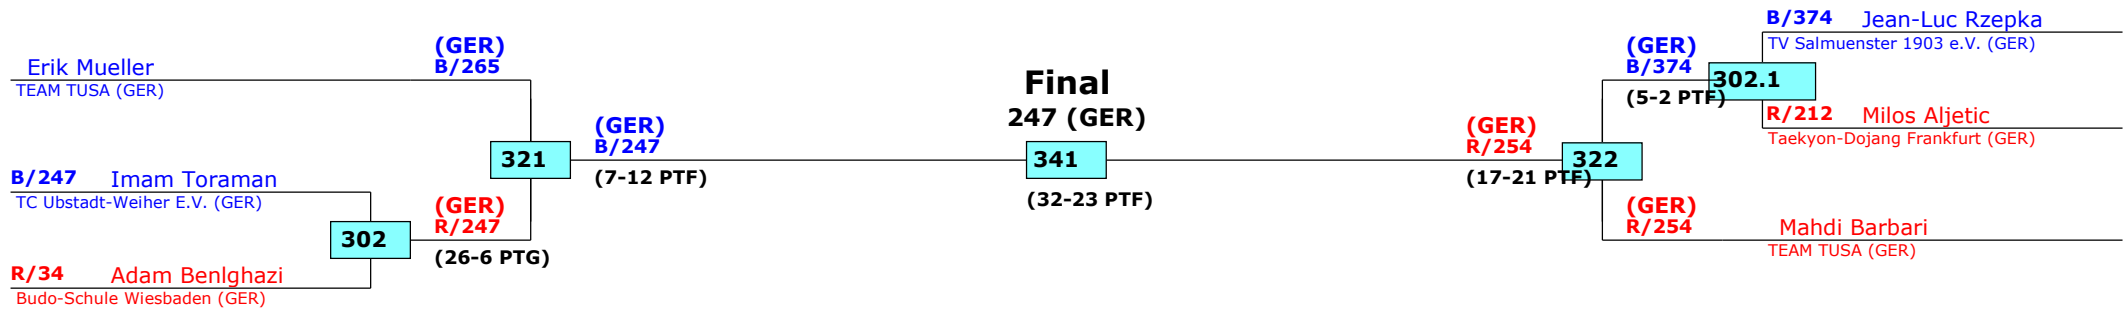 Erik Mueller
TEAM TUSA (GER)
(GER)
B/265
B/247 Imam Toraman
TC Ubstadt-Weiher E.V. (GER)
302
R/34 Adam Benlghazi
Budo-Schule Wiesbaden (GER)
(GER)
R/247
(26-6 PTG)
321
(GER)
B/247
(7-12 PTF)
Final
247 (GER)
341
(32-23 PTF)
(GER)
R/254
(17-21 PTF)
322
(GER)
B/374
(5-2 PTF)
302.1
B/374 Jean-Luc Rzepka
TV Salmuenster 1903 e.V. (GER)
R/212 Milos Aljetic
Taekyon-Dojang Frankfurt (GER)
(GER)
R/254
Mahdi Barbari
TEAM TUSA (GER)